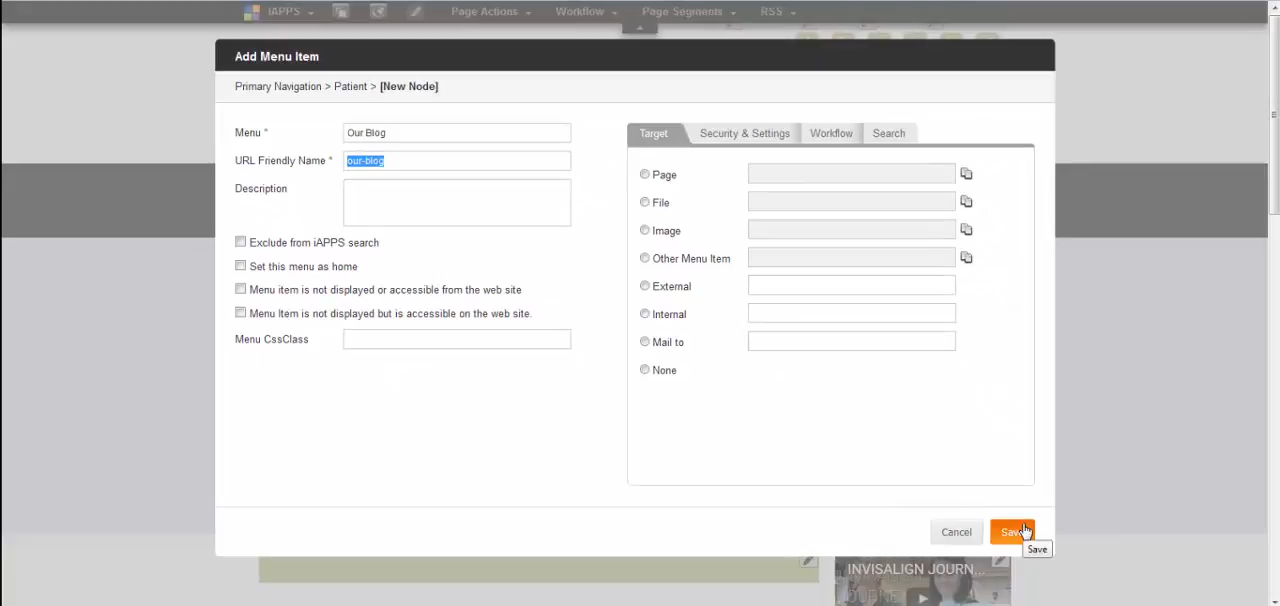 iAPPS Page Actions Workflow Page Segments RSS
Add Menu Item
Primary Navigation > Patient > [New Node]
Menu * Our Blog
URL Friendly Name * our-blog
Description
Exclude from iAPPS search
Set this menu as home
Menu item is not displayed or accessible from the web site
Menu Item is not displayed but is accessible on the web site.
Menu CssClass
Target Security & Settings Workflow Search
Page
File
Image
Other Menu Item
External
Internal
Mail to
None
Cancel Save
Save
INVISALIGN JOURN...